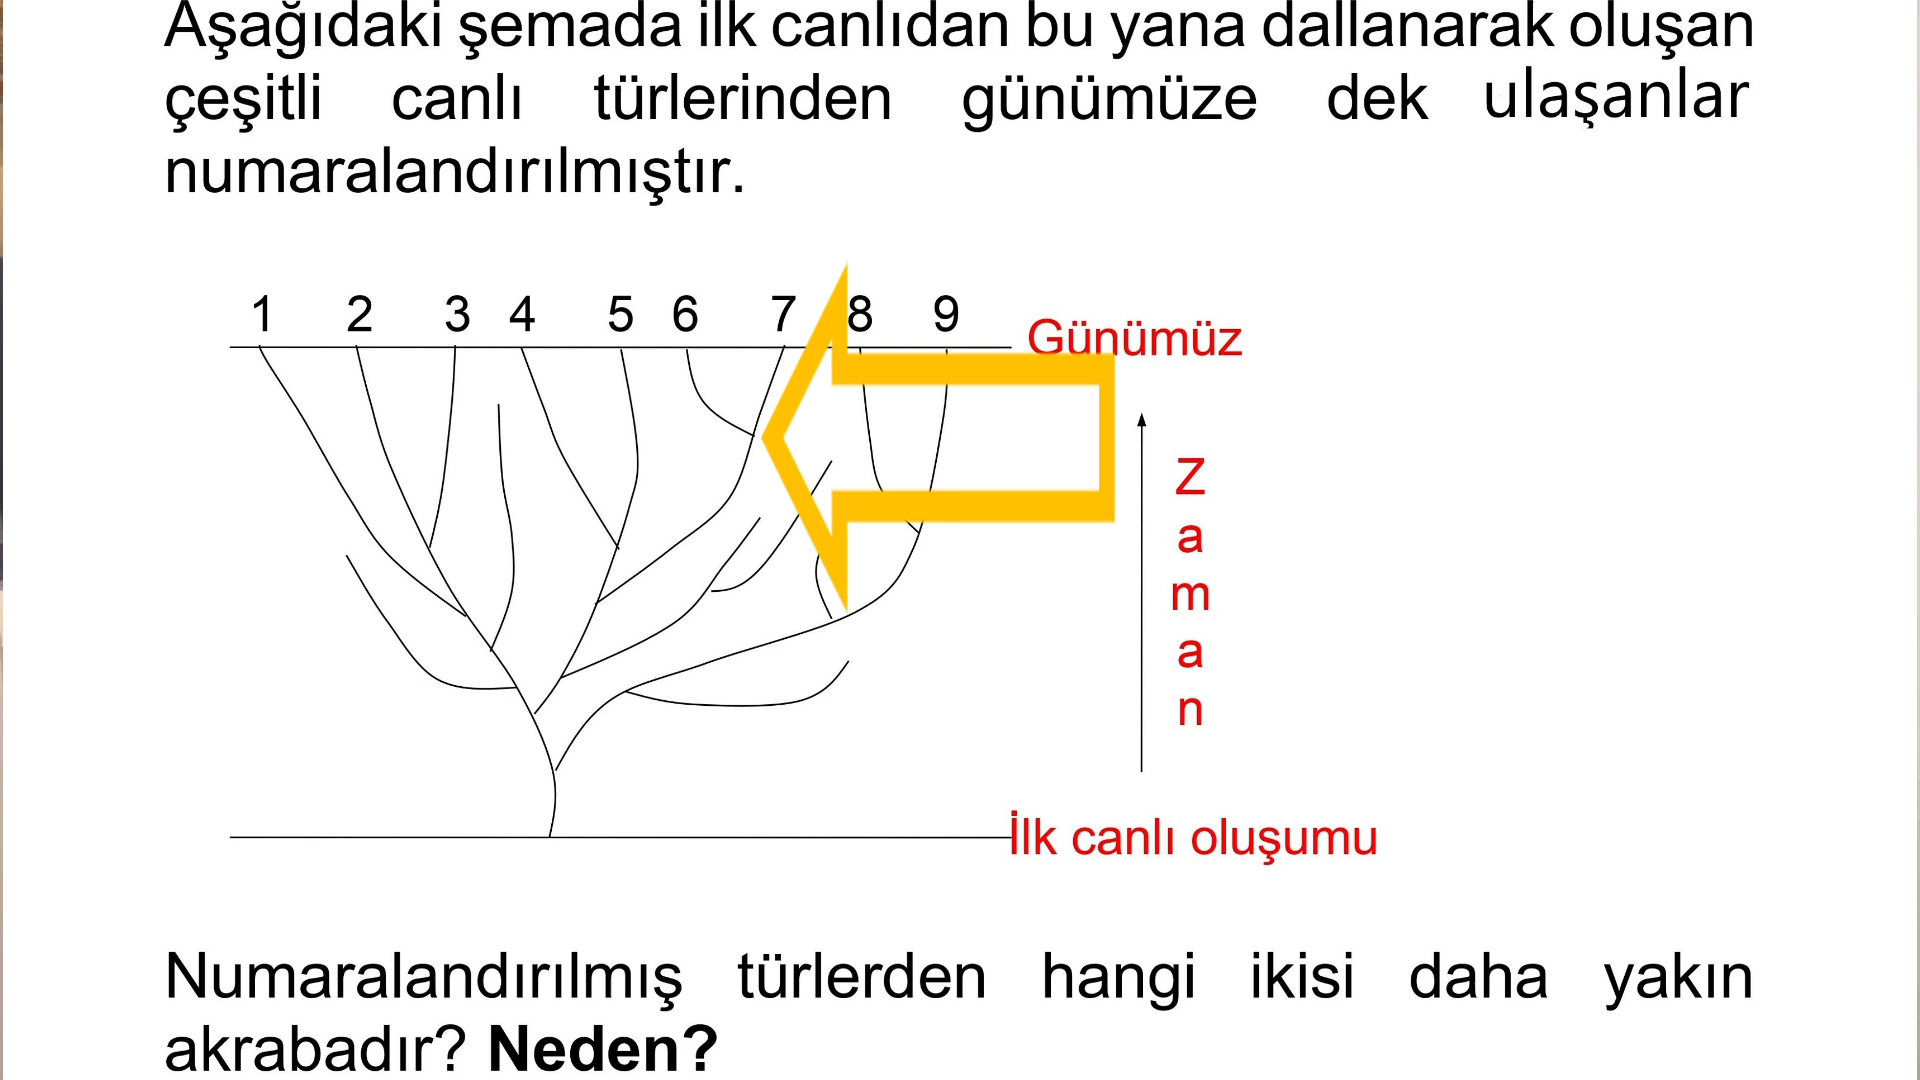 Aşağıdaki şemada ilk canlıdan bu yana dallanarak oluşan
çeşitli canlı türlerinden günümüze dek ulaşanlar
numaralandırılmıştır.
1 2 3 4 5 6 7 8 9
Günümüz
Z
a
m
a
n
İlk canlı oluşumu
Numaralandırılmış türlerden hangi ikisi daha yakın
akrabadır? Neden?